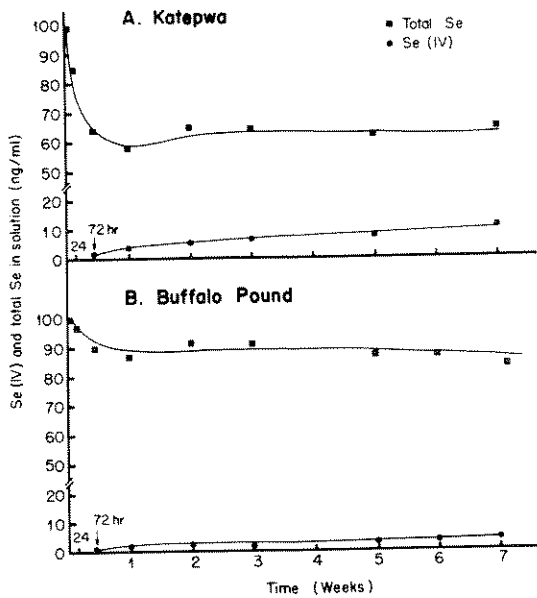 A. Katepwa
■ Total Se
● Se (IV)
100
90
80
70
60
50
20
10
0
24
72 hr
Se (IV) and total Se in solution (ng/ml)
B. Buffalo Pound
100
90
80
70
60
50
40
20
10
0
24
72 hr
1 2 3 4 5 6 7
Time (Weeks)